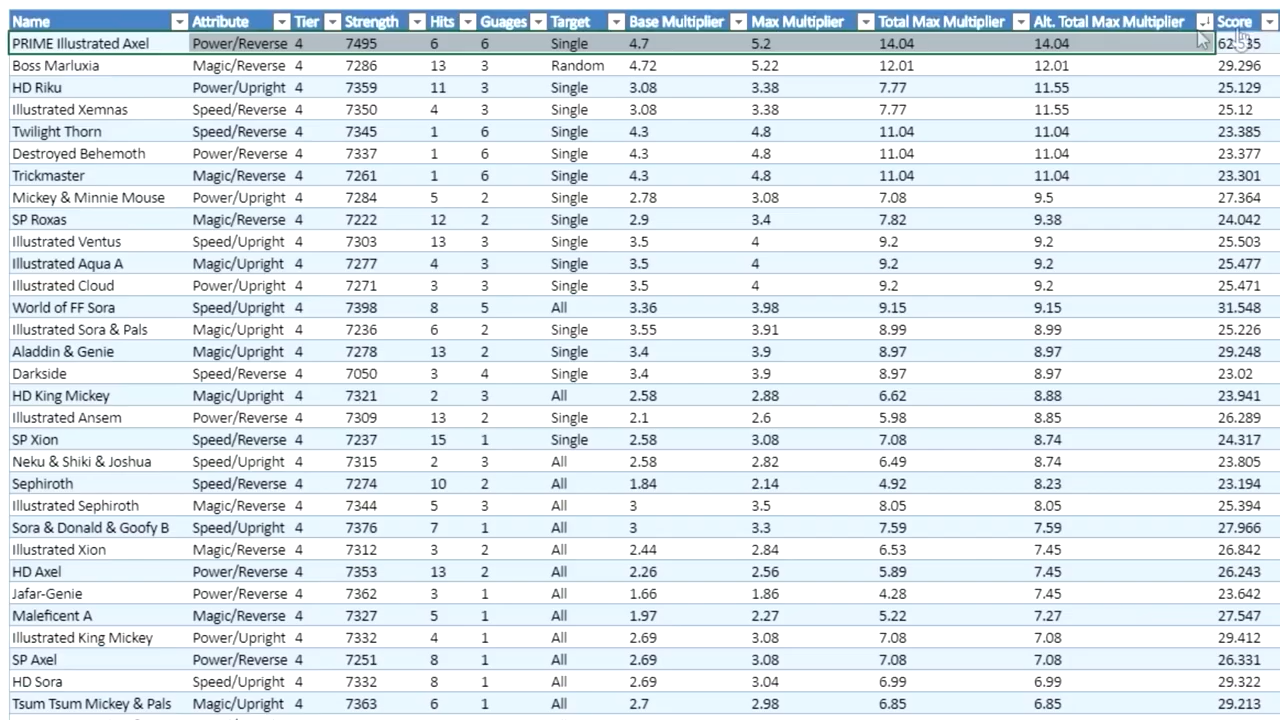 Name Attribute Tier Strength Hits Guages Target Base Multiplier Max Multiplier Total Max Multiplier Alt. Total Max Multiplier Score
PRIME Illustrated Axel Power/Reverse 4 7495 6 6 Single 4.7 5.2 14.04 14.04
Boss Marluxia Magic/Reverse 4 7286 13 3 Random 4.72 5.22 12.01 12.01 29.296
HD Riku Power/Upright 4 7359 11 3 Single 3.08 3.38 7.77 11.55 25.129
Illustrated Xemnas Speed/Reverse 4 7350 4 3 Single 3.08 3.38 7.77 11.55 25.12
Twilight Thorn Speed/Reverse 4 7345 1 6 Single 4.3 4.8 11.04 11.04 23.385
Destroyed Behemoth Power/Reverse 4 7337 1 6 Single 4.3 4.8 11.04 11.04 23.377
Trickmaster Magic/Reverse 4 7261 1 6 Single 4.3 4.8 11.04 11.04 23.301
Mickey & Minnie Mouse Power/Upright 4 7284 5 2 Single 2.78 3.08 7.08 9.5 27.364
SP Roxas Magic/Reverse 4 7222 12 2 Single 2.9 3.4 7.82 9.38 24.042
Illustrated Ventus Speed/Upright 4 7303 13 3 Single 3.5 4 9.2 9.2 25.503
Illustrated Aqua A Magic/Upright 4 7277 4 3 Single 3.5 4 9.2 9.2 25.477
Illustrated Cloud Power/Upright 4 7271 3 3 Single 3.5 4 9.2 9.2 25.471
World of FF Sora Speed/Upright 4 7398 8 5 All 3.36 3.98 9.15 9.15 31.548
Illustrated Sora & Pals Magic/Upright 4 7236 6 2 Single 3.55 3.91 8.99 8.99 25.226
Aladdin & Genie Magic/Upright 4 7278 13 2 Single 3.4 3.9 8.97 8.97 29.248
Darkside Speed/Reverse 4 7050 3 4 Single 3.4 3.9 8.97 8.97 23.02
HD King Mickey Magic/Upright 4 7321 2 3 All 2.58 2.88 6.62 8.88 23.941
Illustrated Ansem Power/Reverse 4 7309 13 2 Single 2.1 2.6 5.98 8.85 26.289
SP Xion Speed/Reverse 4 7237 15 1 Single 2.58 3.08 7.08 8.74 24.317
Neku & Shiki & Joshua Speed/Upright 4 7315 2 3 All 2.58 2.82 6.49 8.74 23.805
Sephiroth Speed/Reverse 4 7274 10 2 All 1.84 2.14 4.92 8.23 23.194
Illustrated Sephiroth Magic/Reverse 4 7344 5 3 All 3 3.5 8.05 8.05 25.394
Sora & Donald & Goofy B Speed/Upright 4 7376 7 1 All 3 3.3 7.59 7.59 27.966
Illustrated Xion Magic/Reverse 4 7312 3 2 All 2.44 2.84 6.53 7.45 26.842
HD Axel Power/Reverse 4 7353 13 2 All 2.26 2.56 5.89 7.45 26.243
Jafar-Genie Power/Reverse 4 7362 3 1 All 1.66 1.86 4.28 7.45 23.642
Maleficent A Magic/Reverse 4 7327 5 1 All 1.97 2.27 5.22 7.27 27.547
Illustrated King Mickey Power/Upright 4 7332 4 1 All 2.69 3.08 7.08 7.08 29.412
SP Axel Power/Reverse 4 7251 8 1 All 2.69 3.08 7.08 7.08 26.331
HD Sora Speed/Upright 4 7332 8 1 All 2.69 3.04 6.99 6.99 29.322
Tsum Tsum Mickey & Pals Magic/Upright 4 7363 6 1 All 2.7 2.98 6.85 6.85 29.213